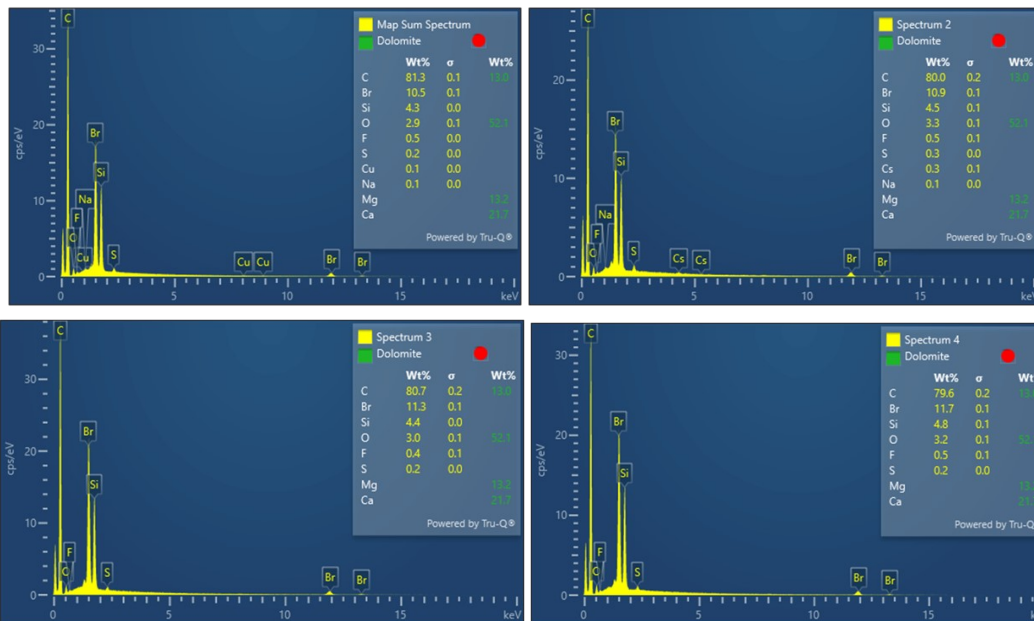 Map Sum Spectrum
Dolomite
Wt% σ Wt%
C 81.3 0.1 13.0
Br 10.5 0.1
Si 4.3 0.0
O 2.9 0.1 52.1
F 0.5 0.0
S 0.2 0.0
Cu 0.1 0.0
Na 0.1 0.0
Mg 13.2
Ca 21.7
Powered by Tru-Q®
cps/eV
30
20
10
0
C
Br
Si
Na
F
Cu
S
Cu Cu
Br Br
0 5 10 15 keV
Spectrum 2
Dolomite
Wt% σ Wt%
C 80.0 0.2 13.0
Br 10.9 0.1
Si 4.5 0.1
O 3.3 0.1 52.1
F 0.5 0.1
S 0.3 0.0
Cs 0.3 0.1
Na 0.1 0.0
Mg 13.2
Ca 21.7
Powered by Tru-Q®
cps/eV
20
10
0
C
Br
Si
Na
F
S
Cs Cs
Br Br
0 5 10 15 keV
Spectrum 3
Dolomite
Wt% σ Wt%
C 80.7 0.2 13.0
Br 11.3 0.1
Si 4.4 0.0
O 3.0 0.1 52.1
F 0.4 0.1
S 0.2 0.0
Mg 13.2
Ca 21.7
Powered by Tru-Q®
cps/eV
30
20
10
0
C
Br
Si
F
S
Br Br
0 5 10 15 keV
Spectrum 4
Dolomite
Wt% σ
C 79.6 0.2
Br 11.7 0.1
Si 4.8 0.1
O 3.2 0.1
F 0.5 0.1
S 0.2 0.0
Mg
Ca
Powered by Tru-Q®
cps/eV
30
20
10
0
C
Br
Si
F
S
Br Br
0 5 10 15